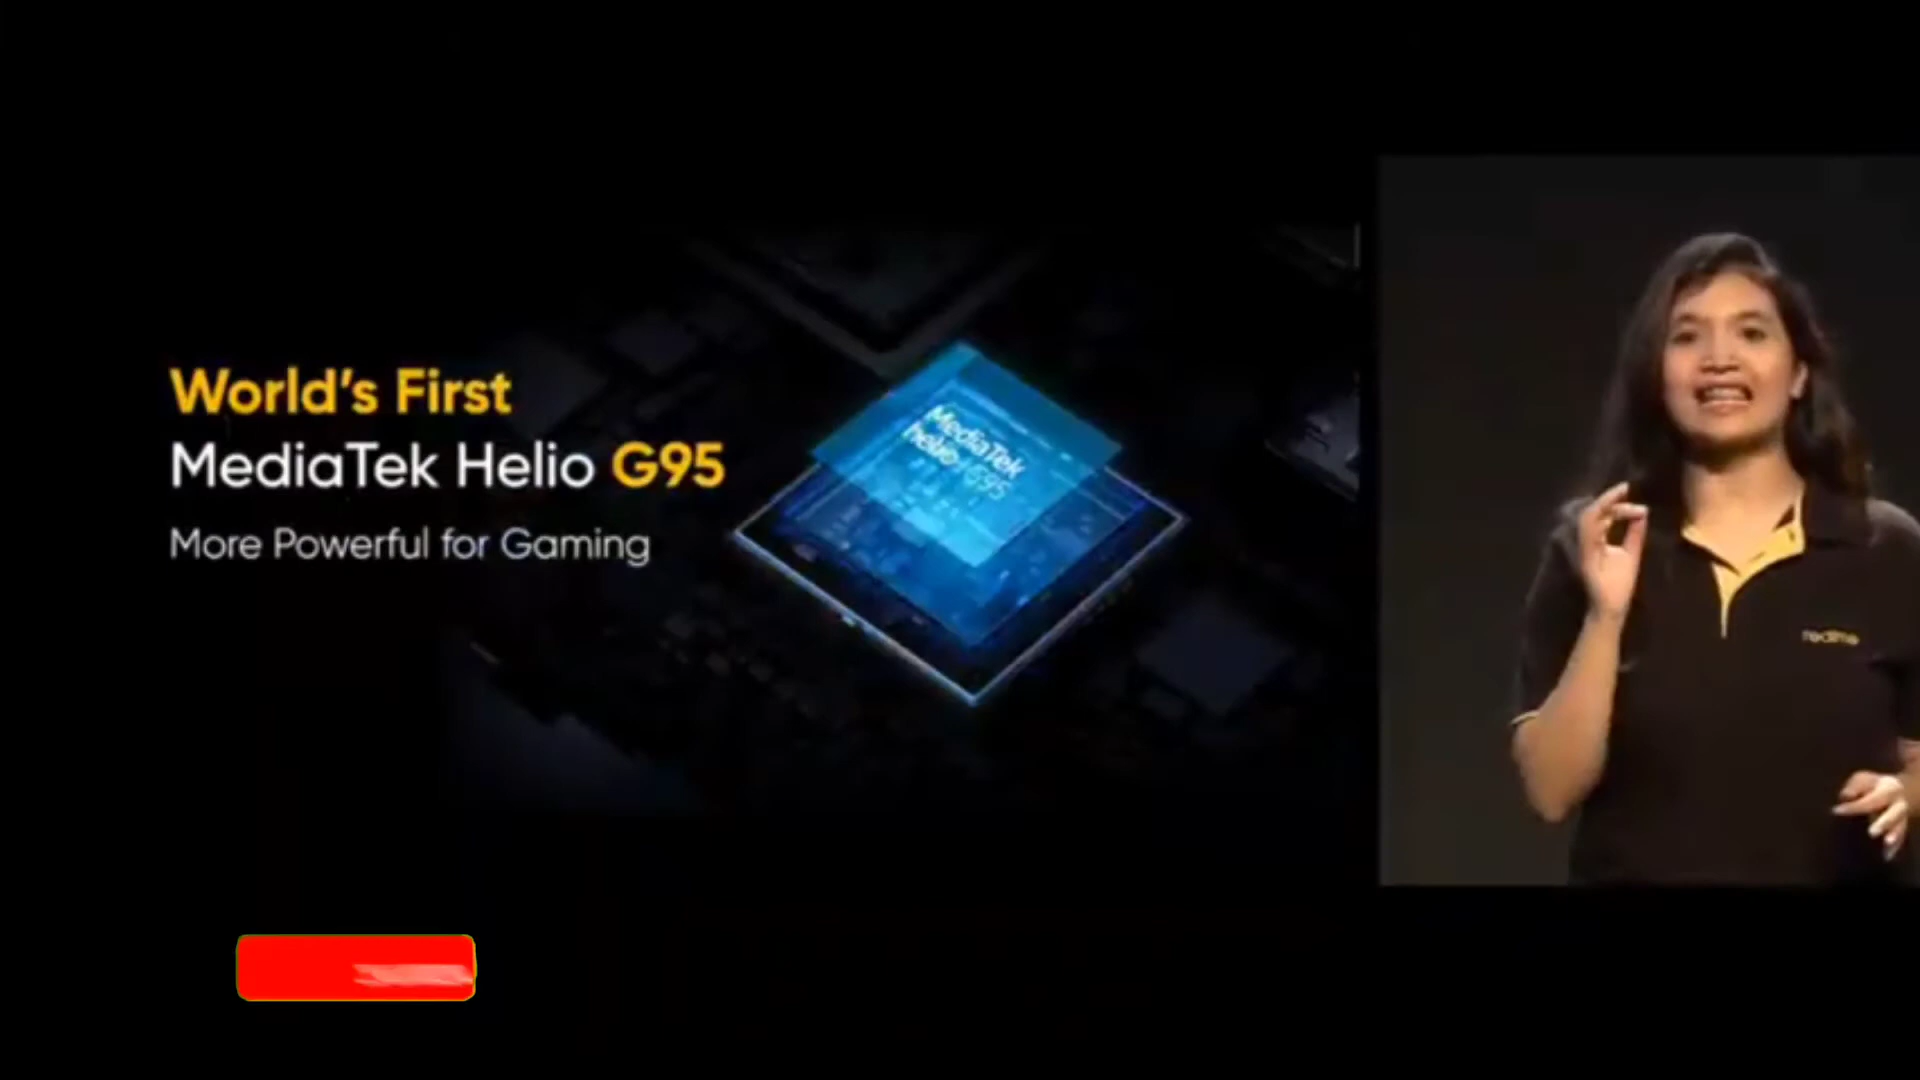 World's First
MediaTek Helio G95
More Powerful for Gaming
MediaTek
helio G95
realme